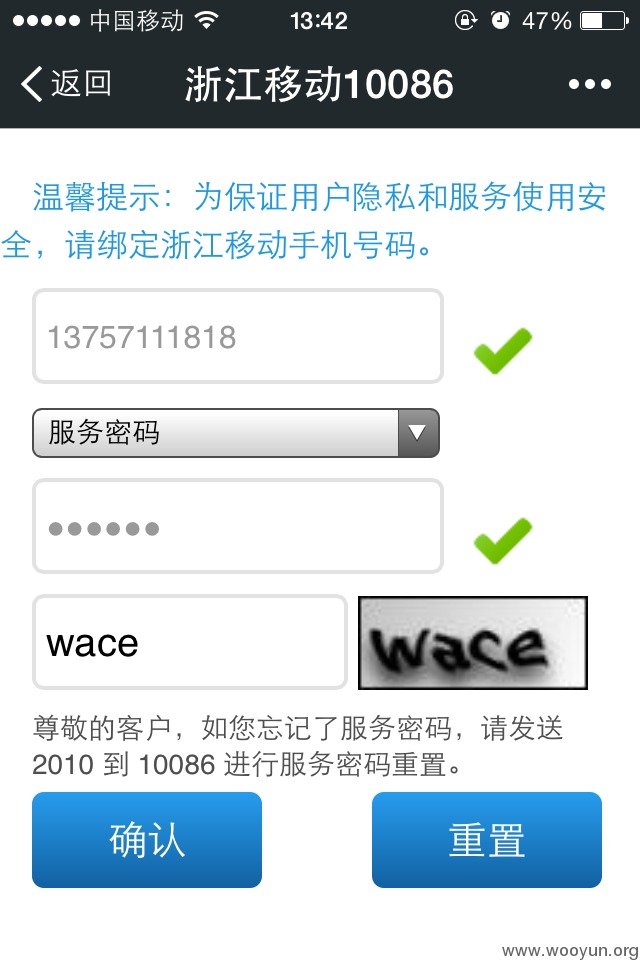 中国移动 13:42 47%
返回 浙江移动10086
温馨提示：为保证用户隐私和服务使用安
全，请绑定浙江移动手机号码。
13757111818
服务密码
wace wace
尊敬的客户，如您忘记了服务密码，请发送
2010 到 10086 进行服务密码重置。
确认 重置
www.wooyun.org